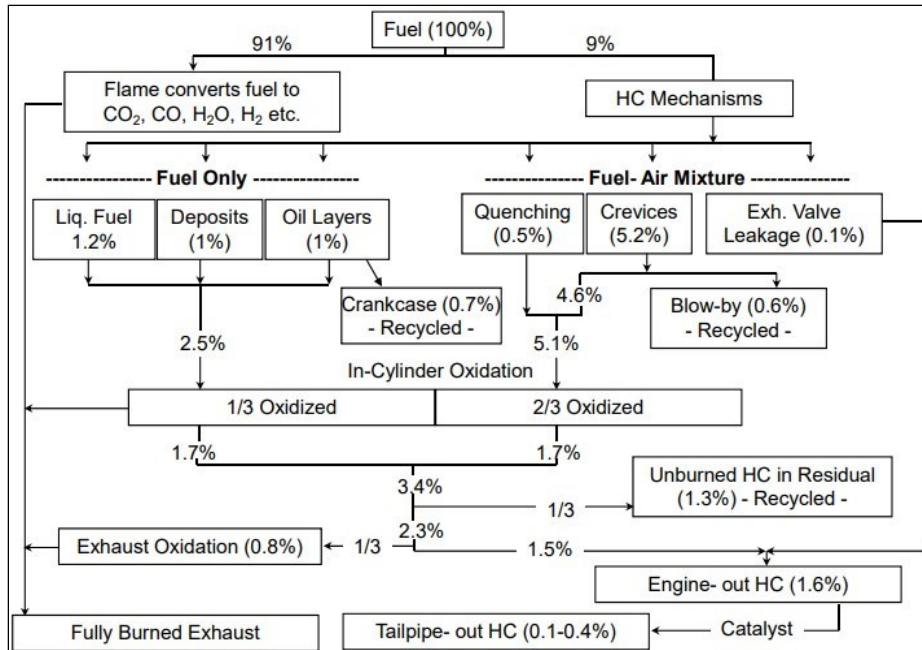 Fuel (100%)
91%
9%
Flame converts fuel to
CO₂, CO, H₂O, H₂ etc.
HC Mechanisms
----------------- Fuel Only -----------------
----------------- Fuel- Air Mixture ---------------
Liq. Fuel
1.2%
Deposits
(1%)
Oil Layers
(1%)
Quenching
(0.5%)
Crevices
(5.2%)
Exh. Valve
Leakage (0.1%)
Crankcase (0.7%)
- Recycled -
4.6%
Blow-by (0.6%)
- Recycled -
2.5%
5.1%
In-Cylinder Oxidation
1/3 Oxidized
2/3 Oxidized
1.7%
1.7%
3.4%
Unburned HC in Residual
(1.3%) - Recycled -
1/3
2.3%
Exhaust Oxidation (0.8%)
1/3
1.5%
Engine- out HC (1.6%)
Fully Burned Exhaust
Tailpipe- out HC (0.1-0.4%)
Catalyst